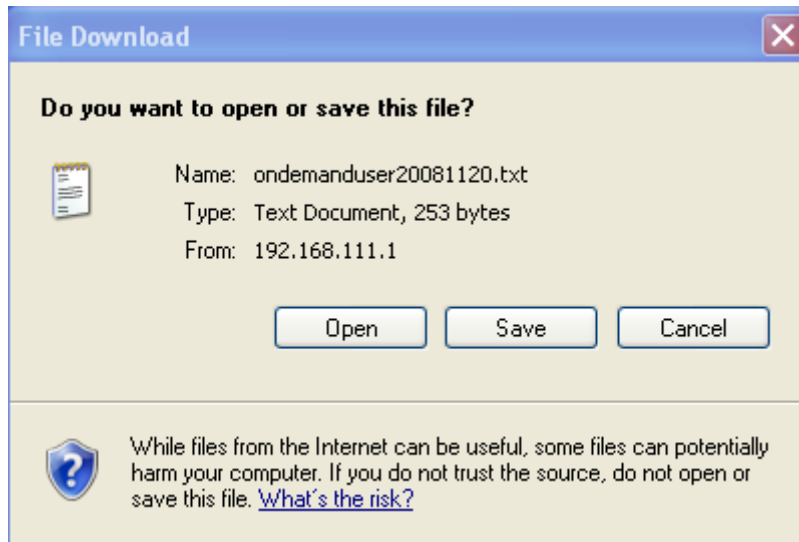 File Download
Do you want to open or save this file?
Name: ondemanduser20081120.txt
Type: Text Document, 253 bytes
From: 192.168.111.1
Open Save Cancel
While files from the Internet can be useful, some files can potentially
harm your computer. If you do not trust the source, do not open or
save this file. What's the risk?